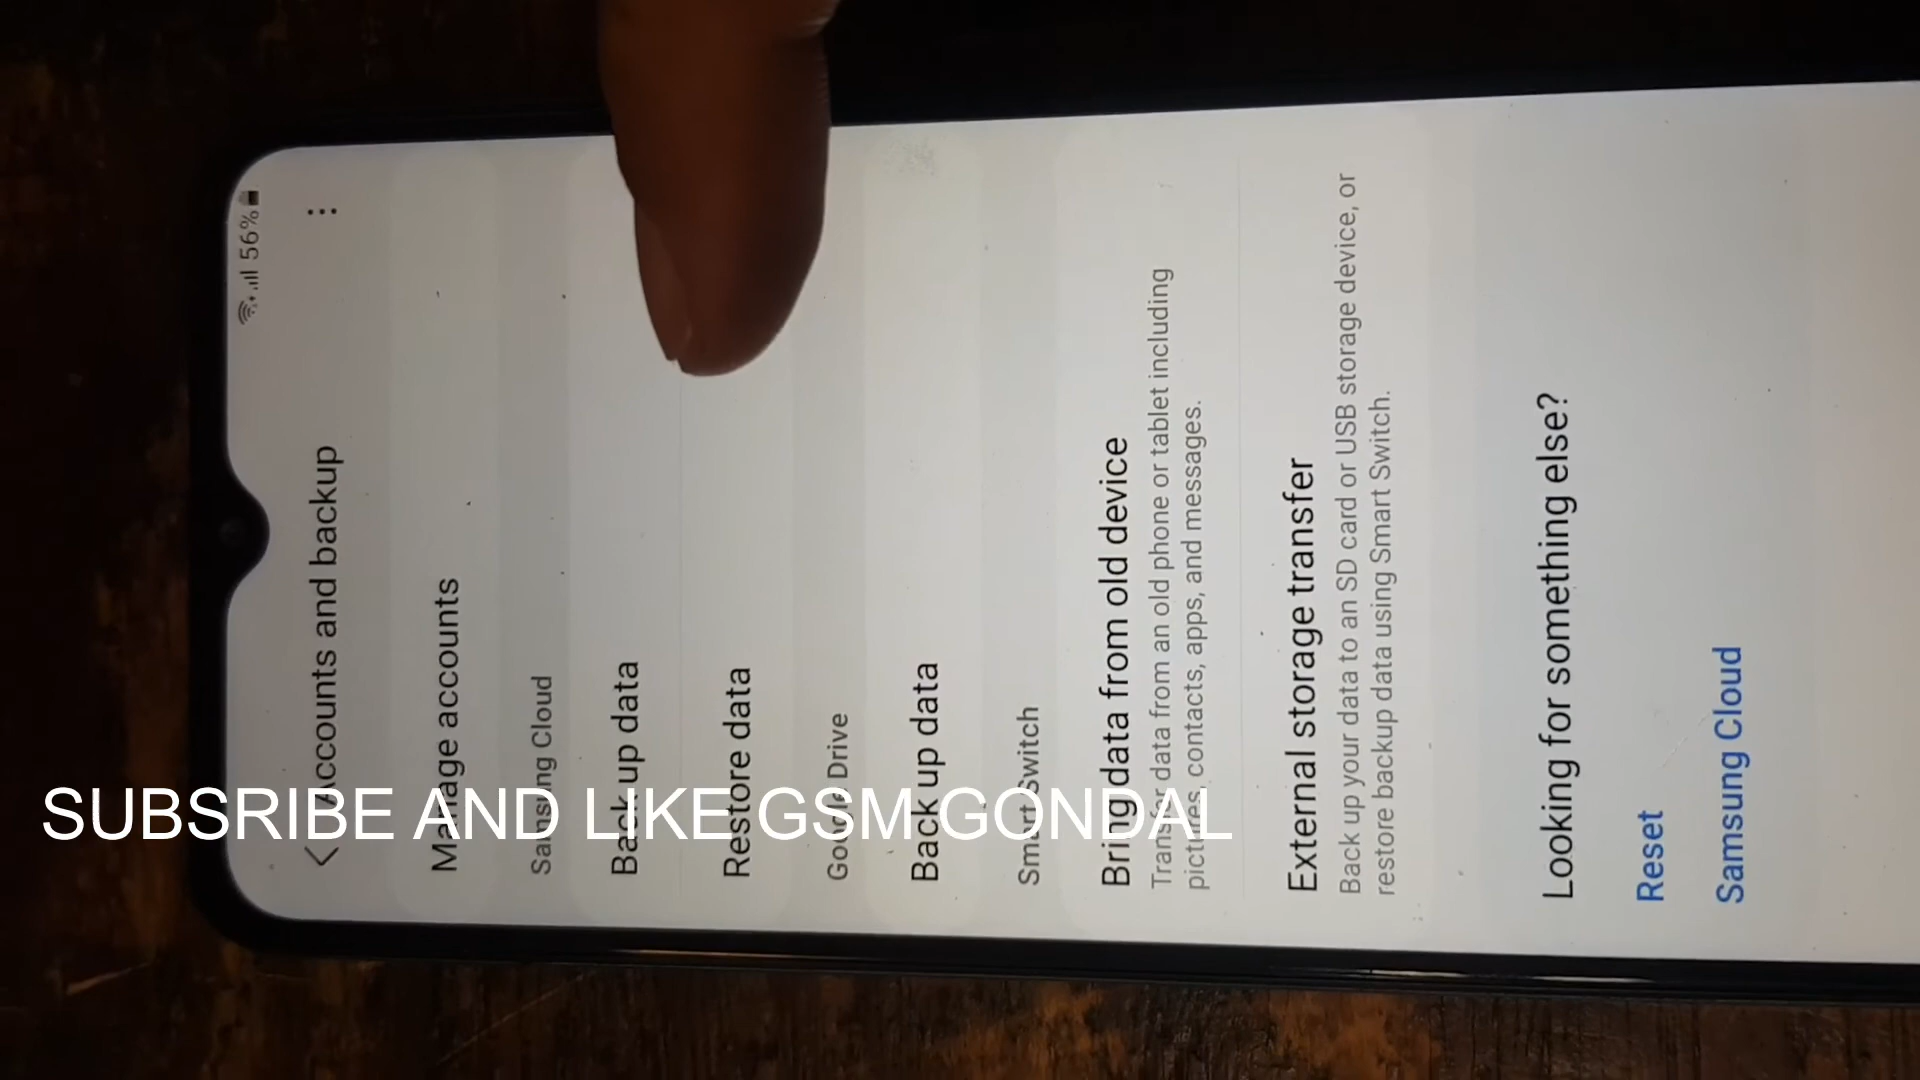 56%
Accounts and backup
Manage accounts
Samsung Cloud
Back up data
Restore data
Google Drive
Back up data
Smart Switch
Bring data from old device
Transfer data from an old phone or tablet including
pictures, contacts, apps, and messages.
External storage transfer
Back up your data to an SD card or USB storage device, or
restore backup data using Smart Switch.
Looking for something else?
Reset
Samsung Cloud
SUBSRIBE AND LIKE GSM GONDAL